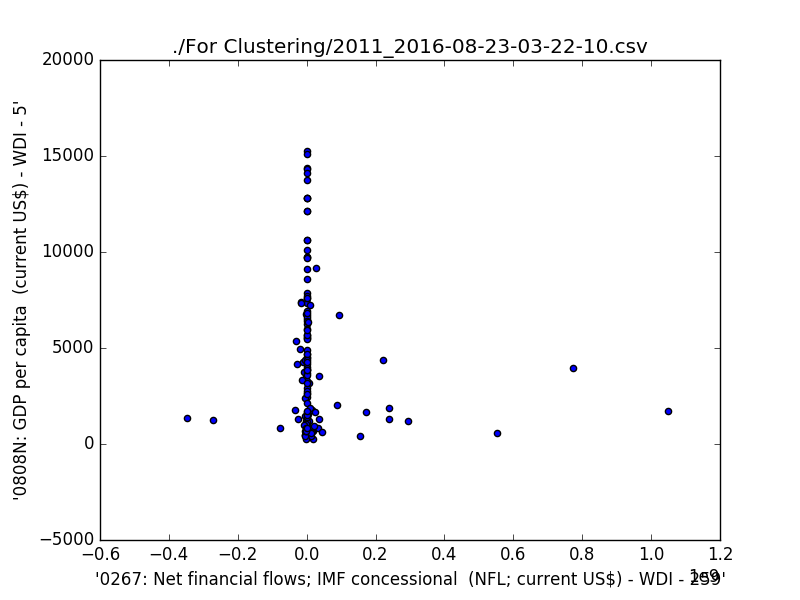 ./For Clustering/2011_2016-08-23-03-22-10.csv
20000
15000
10000
5000
0
−5000
'0808N: GDP per capita  (current US$) - WDI - 5'
−0.6 −0.4 −0.2 0.0 0.2 0.4 0.6 0.8 1.0 1.2
1e9
'0267: Net financial flows; IMF concessional  (NFL; current US$) - WDI - 259'